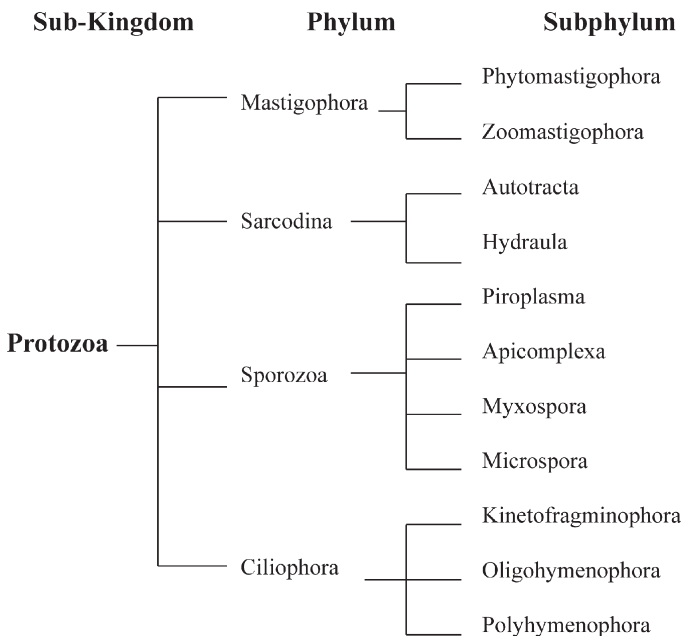 Sub-Kingdom Phylum Subphylum
Phytomastigophora
Mastigophora
Zoomastigophora
Autotracta
Sarcodina
Hydraula
Piroplasma
Protozoa
Apicomplexa
Sporozoa
Myxospora
Microspora
Kinetofragminophora
Ciliophora
Oligohymenophora
Polyhymenophora